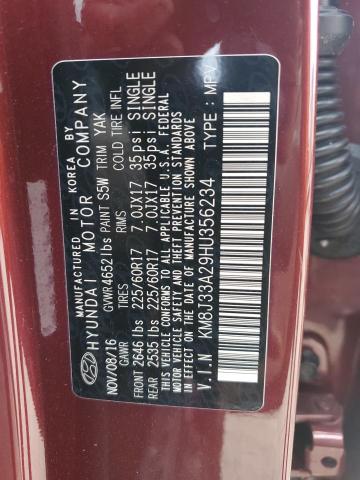 MANUFACTURED IN KOREA BY
HYUNDAI MOTOR COMPANY
NOV/08/16 GVWR 4652 lbs PAINT S5W TRIM YAK
GAWR TIRES RIMS COLD TIRE INFL
FRONT 2646 lbs 225/60R17 7.0JX17 35psi SINGLE
REAR 2535 lbs 225/60R17 7.0JX17 35psi SINGLE
THIS VEHICLE CONFORMS TO ALL APPLICABLE U.S.A. FEDERAL
MOTOR VEHICLE SAFETY AND THEFT PREVENTION STANDARDS
IN EFFECT ON THE DATE OF MANUFACTURE SHOWN ABOVE.
V.I.N : KM8J33A29HU356234 TYPE : MPV